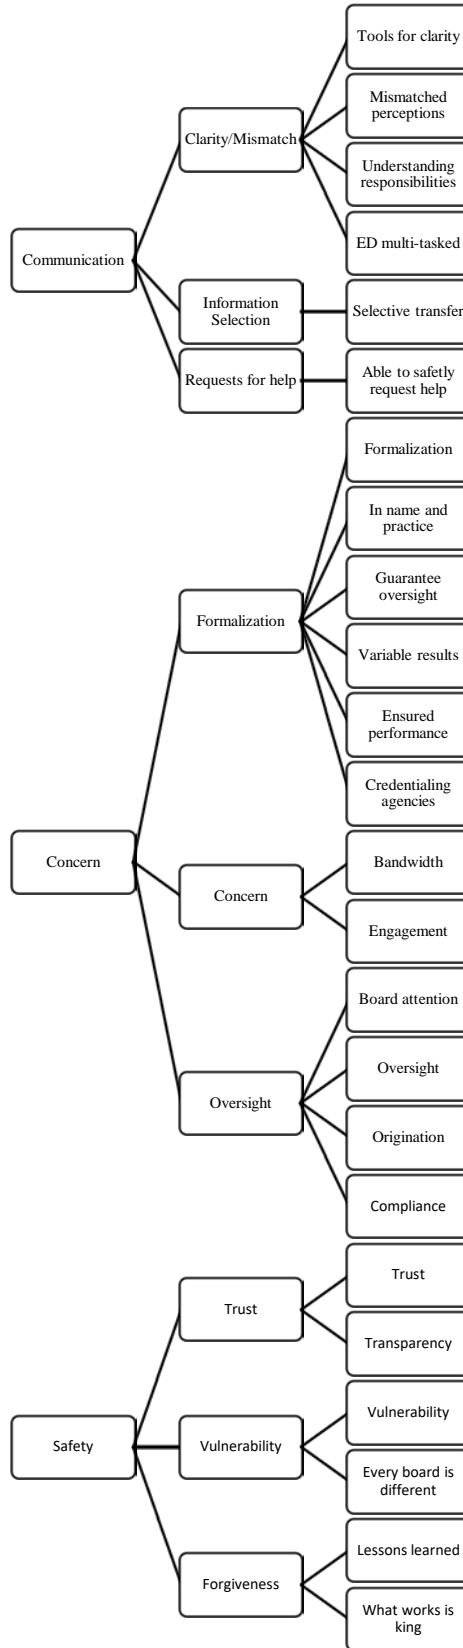 Communication
Clarity/Mismatch
Tools for clarity
Mismatched
perceptions
Understanding
responsibilities
ED multi-tasked
Information
Selection
Selective transfer
Requests for help
Able to safetly
request help
Concern
Formalization
Formalization
In name and
practice
Guarantee
oversight
Variable results
Ensured
performance
Credentialing
agencies
Concern
Bandwidth
Engagement
Oversight
Board attention
Oversight
Origination
Compliance
Safety
Trust
Trust
Transparency
Vulnerability
Vulnerability
Every board is
different
Forgiveness
Lessons learned
What works is
king